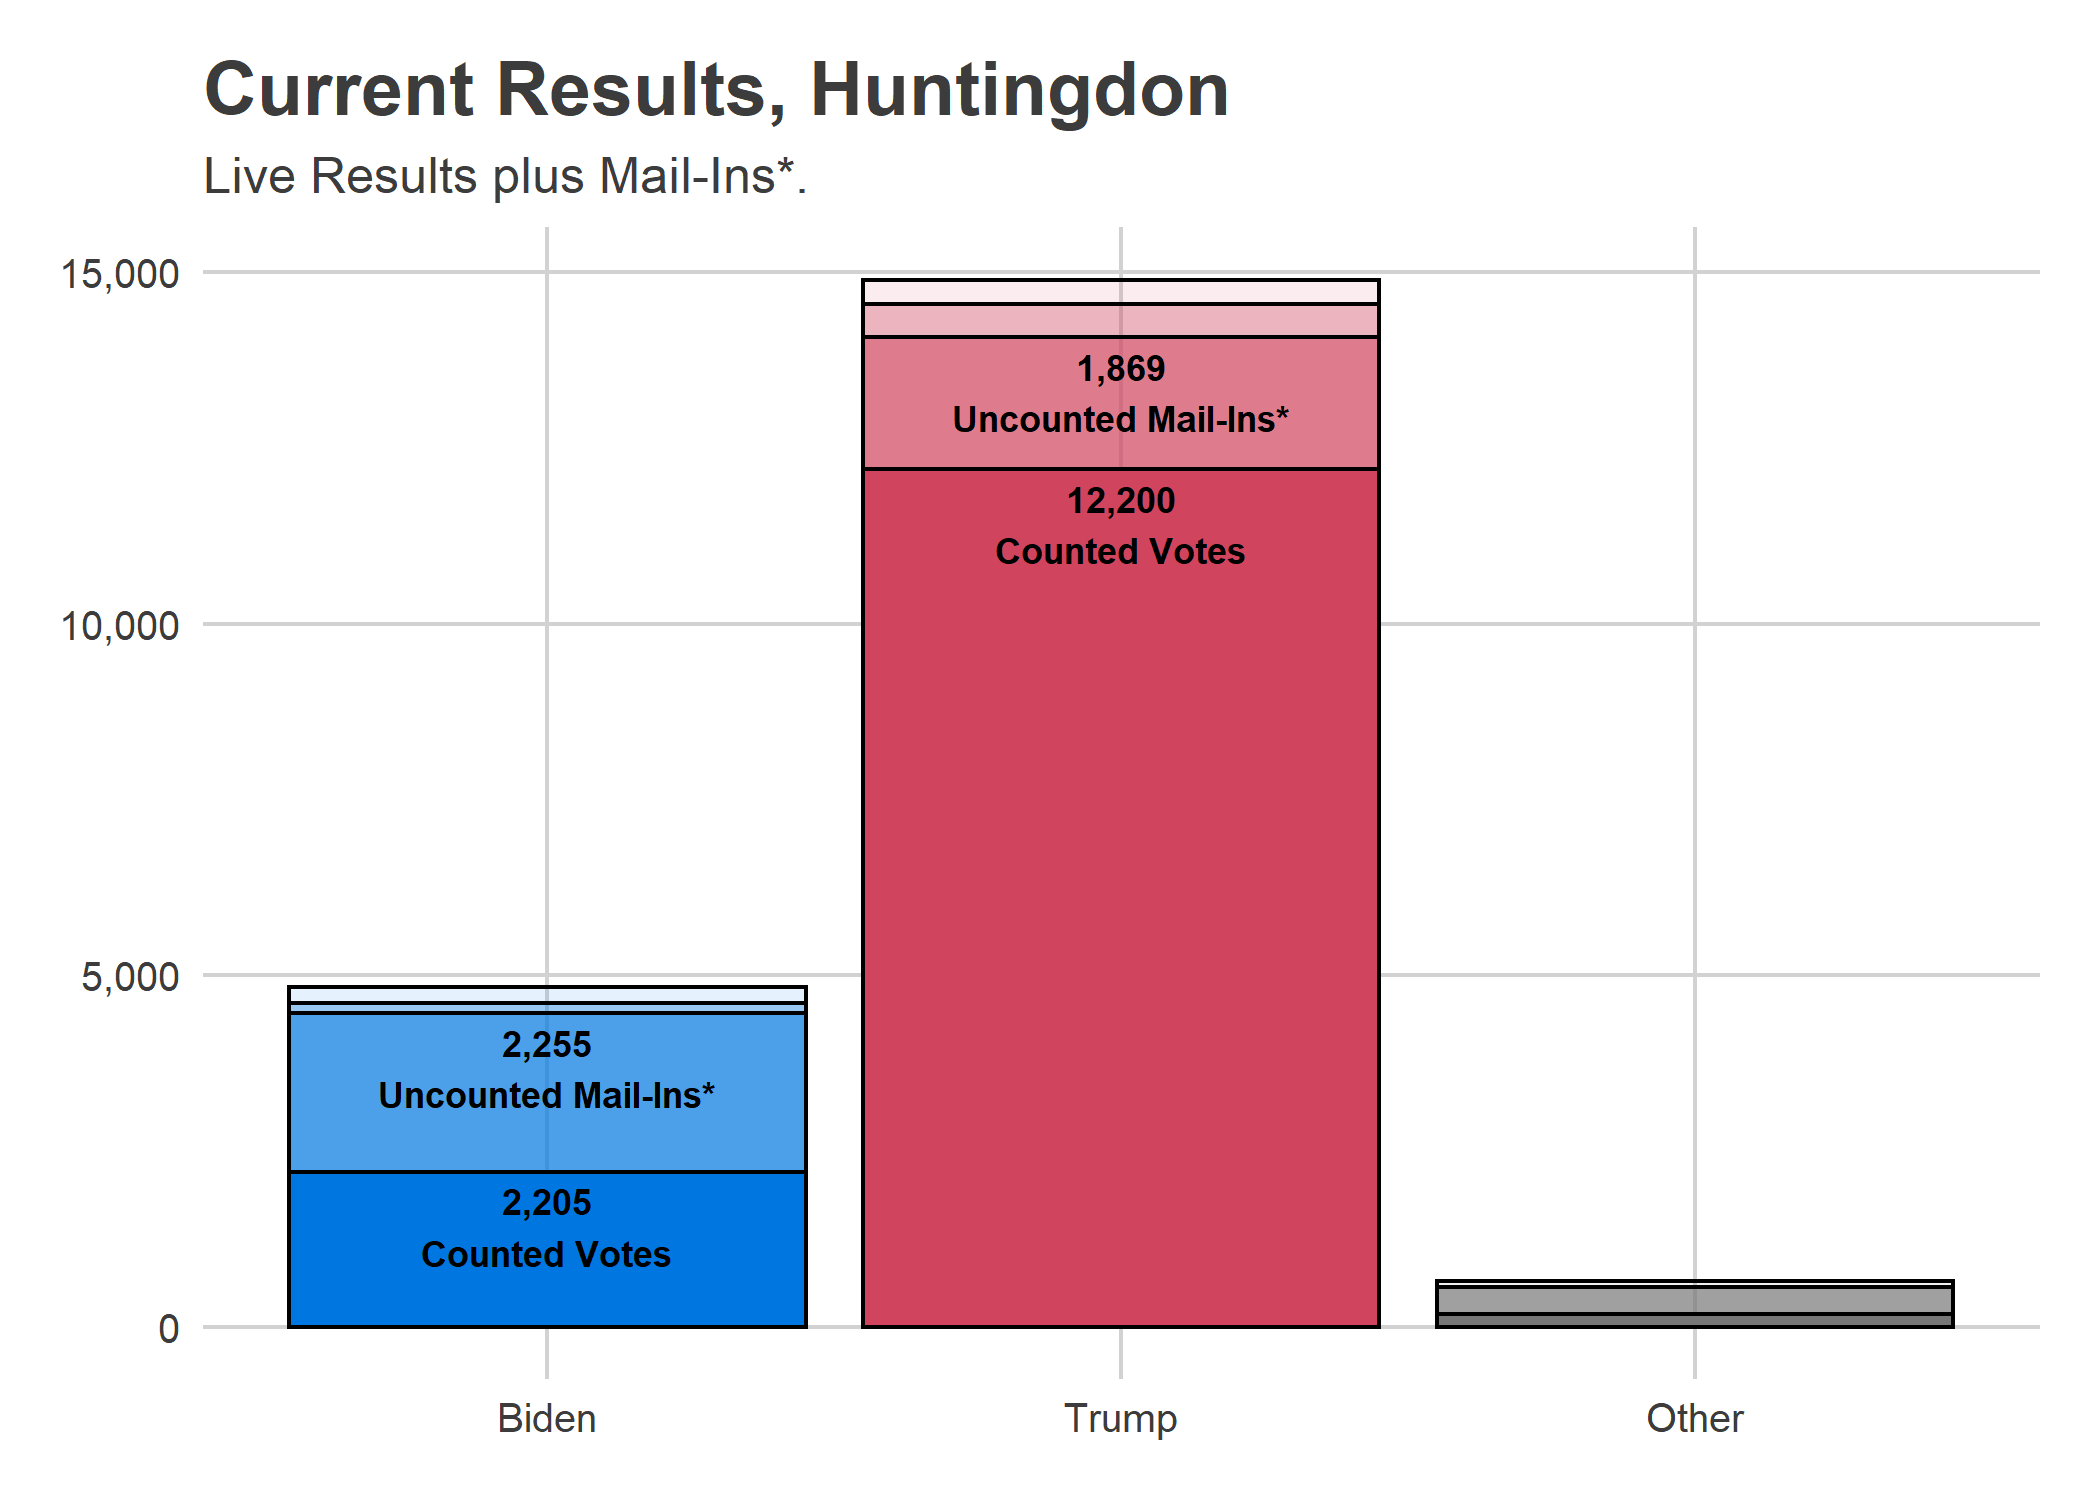 Current Results, Huntingdon
Live Results plus Mail-Ins*.
15,000
10,000
5,000
0
1,869
Uncounted Mail-Ins*
12,200
Counted Votes
2,255
Uncounted Mail-Ins*
2,205
Counted Votes
Biden
Trump
Other